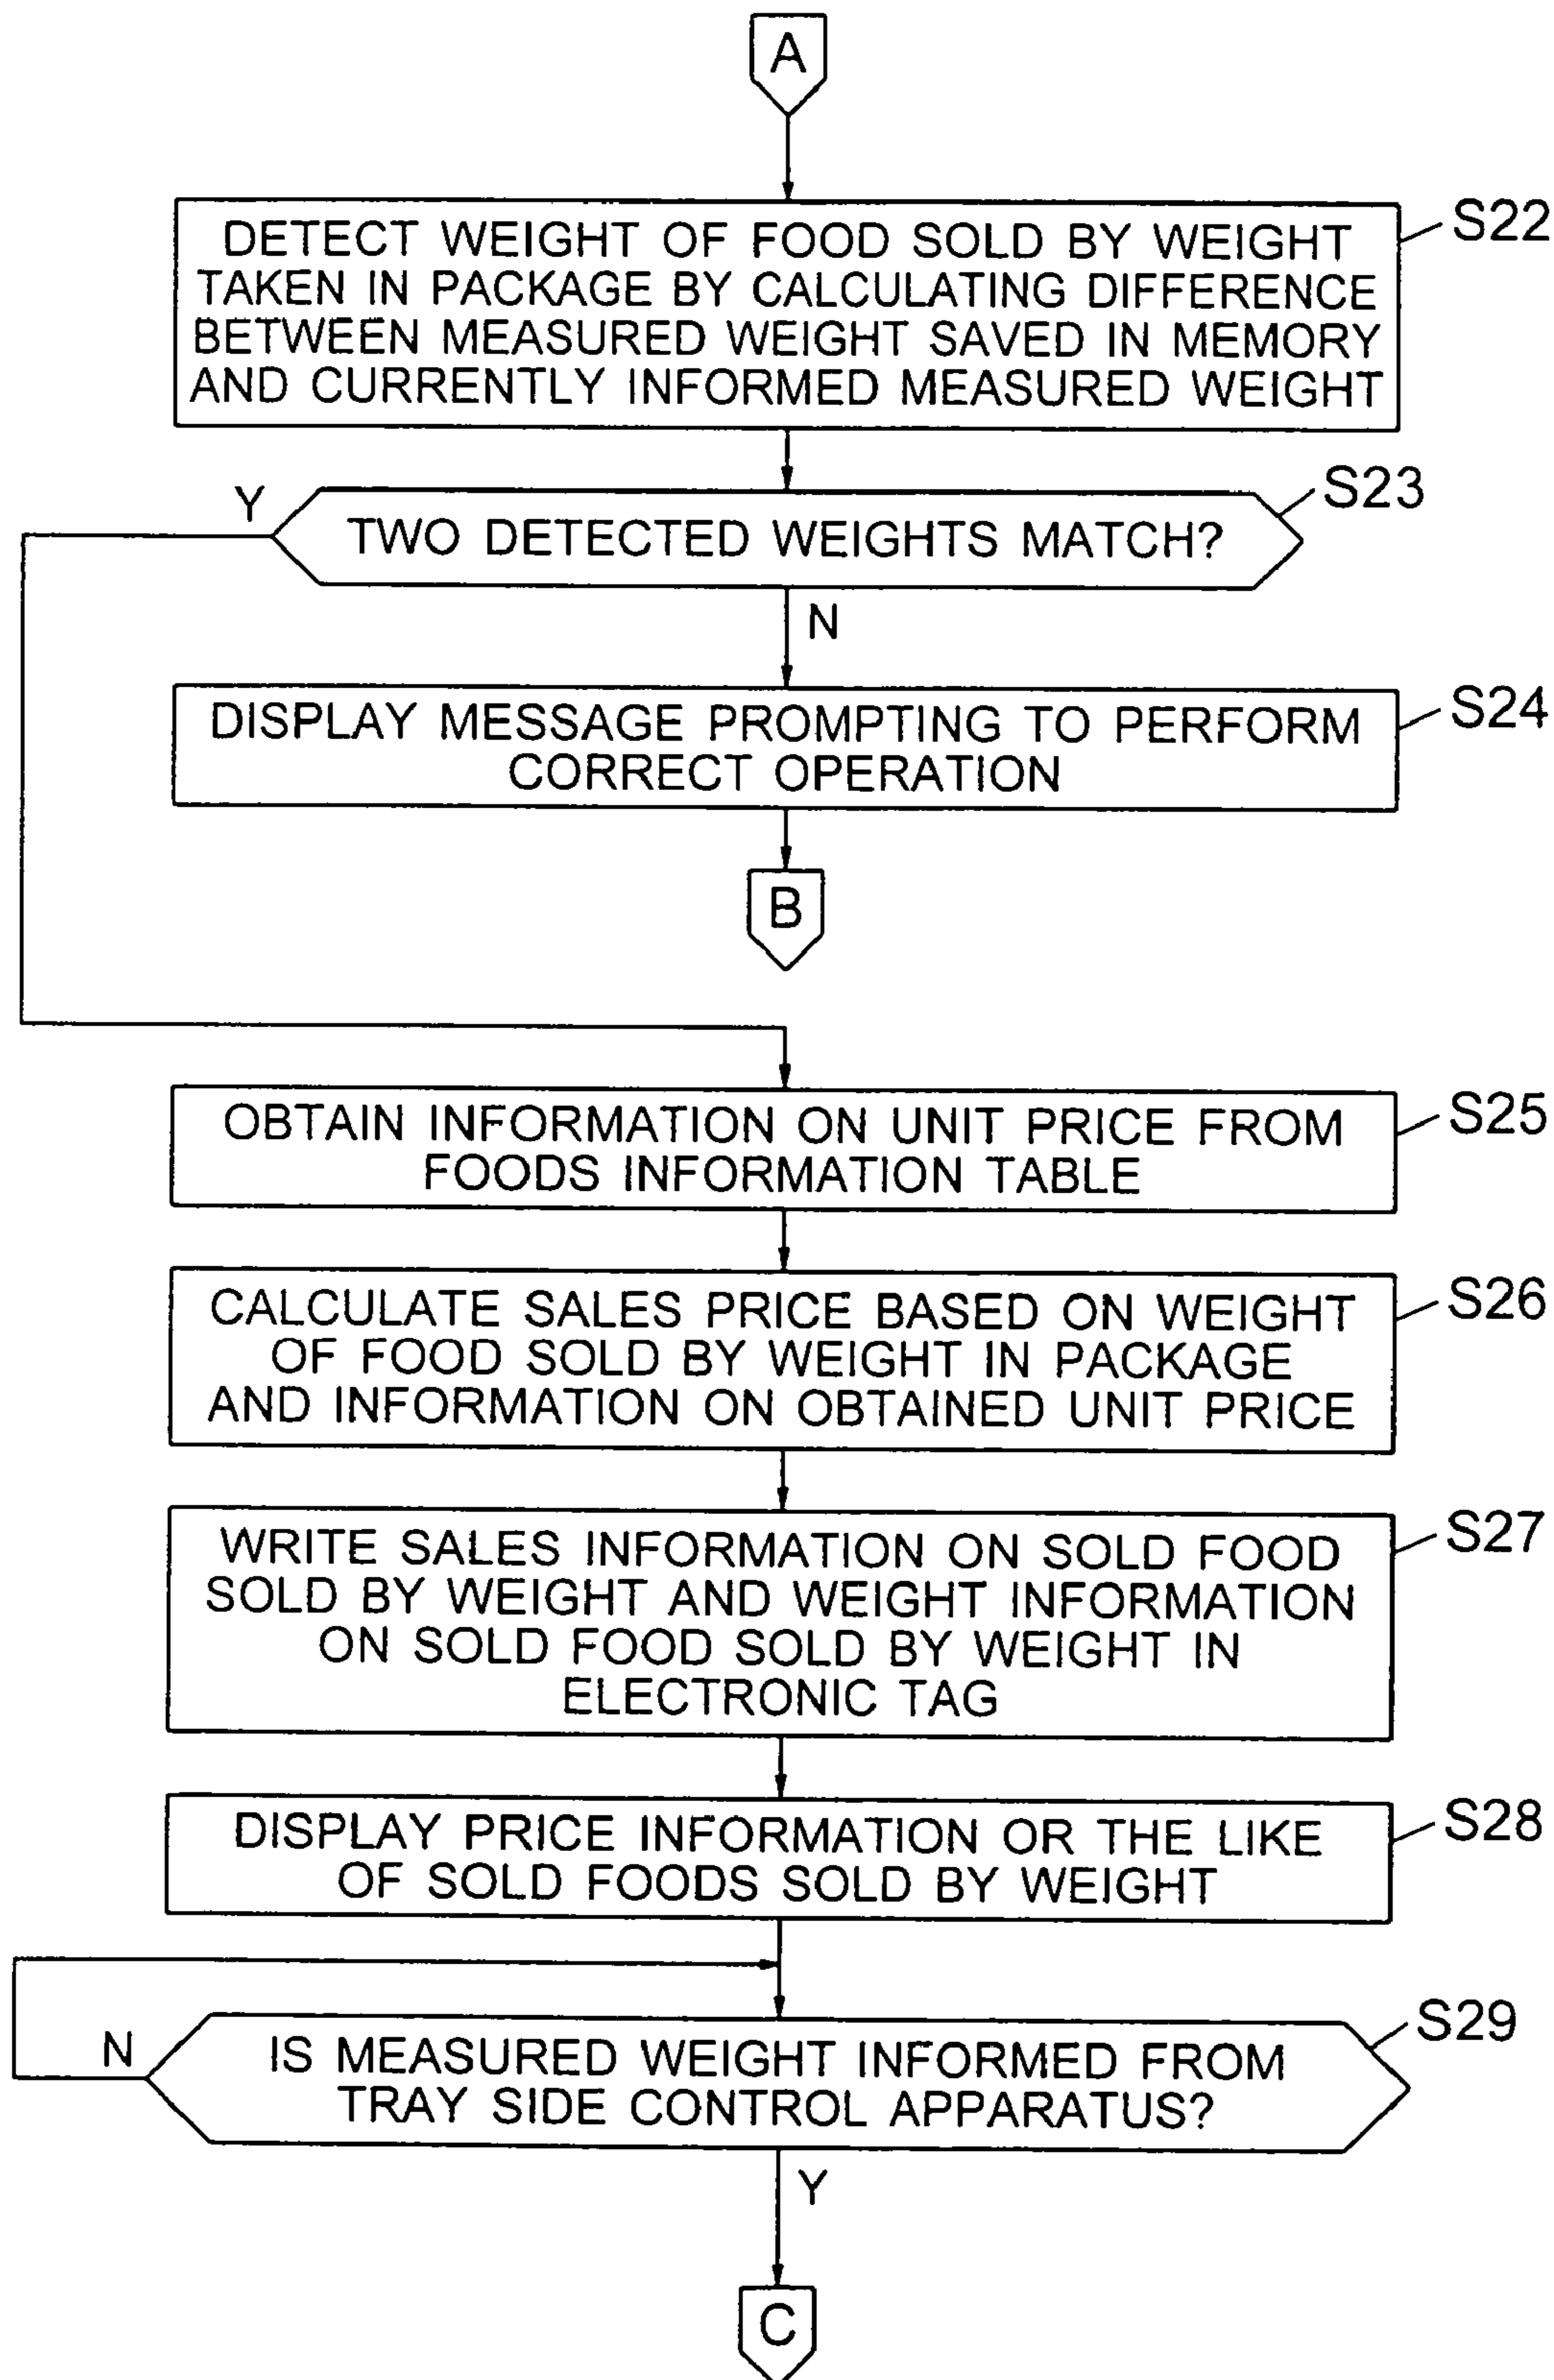 A
DETECT WEIGHT OF FOOD SOLD BY WEIGHT
TAKEN IN PACKAGE BY CALCULATING DIFFERENCE
BETWEEN MEASURED WEIGHT SAVED IN MEMORY
AND CURRENTLY INFORMED MEASURED WEIGHT
S22
Y
TWO DETECTED WEIGHTS MATCH?
S23
N
DISPLAY MESSAGE PROMPTING TO PERFORM
CORRECT OPERATION
S24
B
OBTAIN INFORMATION ON UNIT PRICE FROM
FOODS INFORMATION TABLE
S25
CALCULATE SALES PRICE BASED ON WEIGHT
OF FOOD SOLD BY WEIGHT IN PACKAGE
AND INFORMATION ON OBTAINED UNIT PRICE
S26
WRITE SALES INFORMATION ON SOLD FOOD
SOLD BY WEIGHT AND WEIGHT INFORMATION
ON SOLD FOOD SOLD BY WEIGHT IN
ELECTRONIC TAG
S27
DISPLAY PRICE INFORMATION OR THE LIKE
OF SOLD FOODS SOLD BY WEIGHT
S28
N
IS MEASURED WEIGHT INFORMED FROM
TRAY SIDE CONTROL APPARATUS?
S29
Y
C